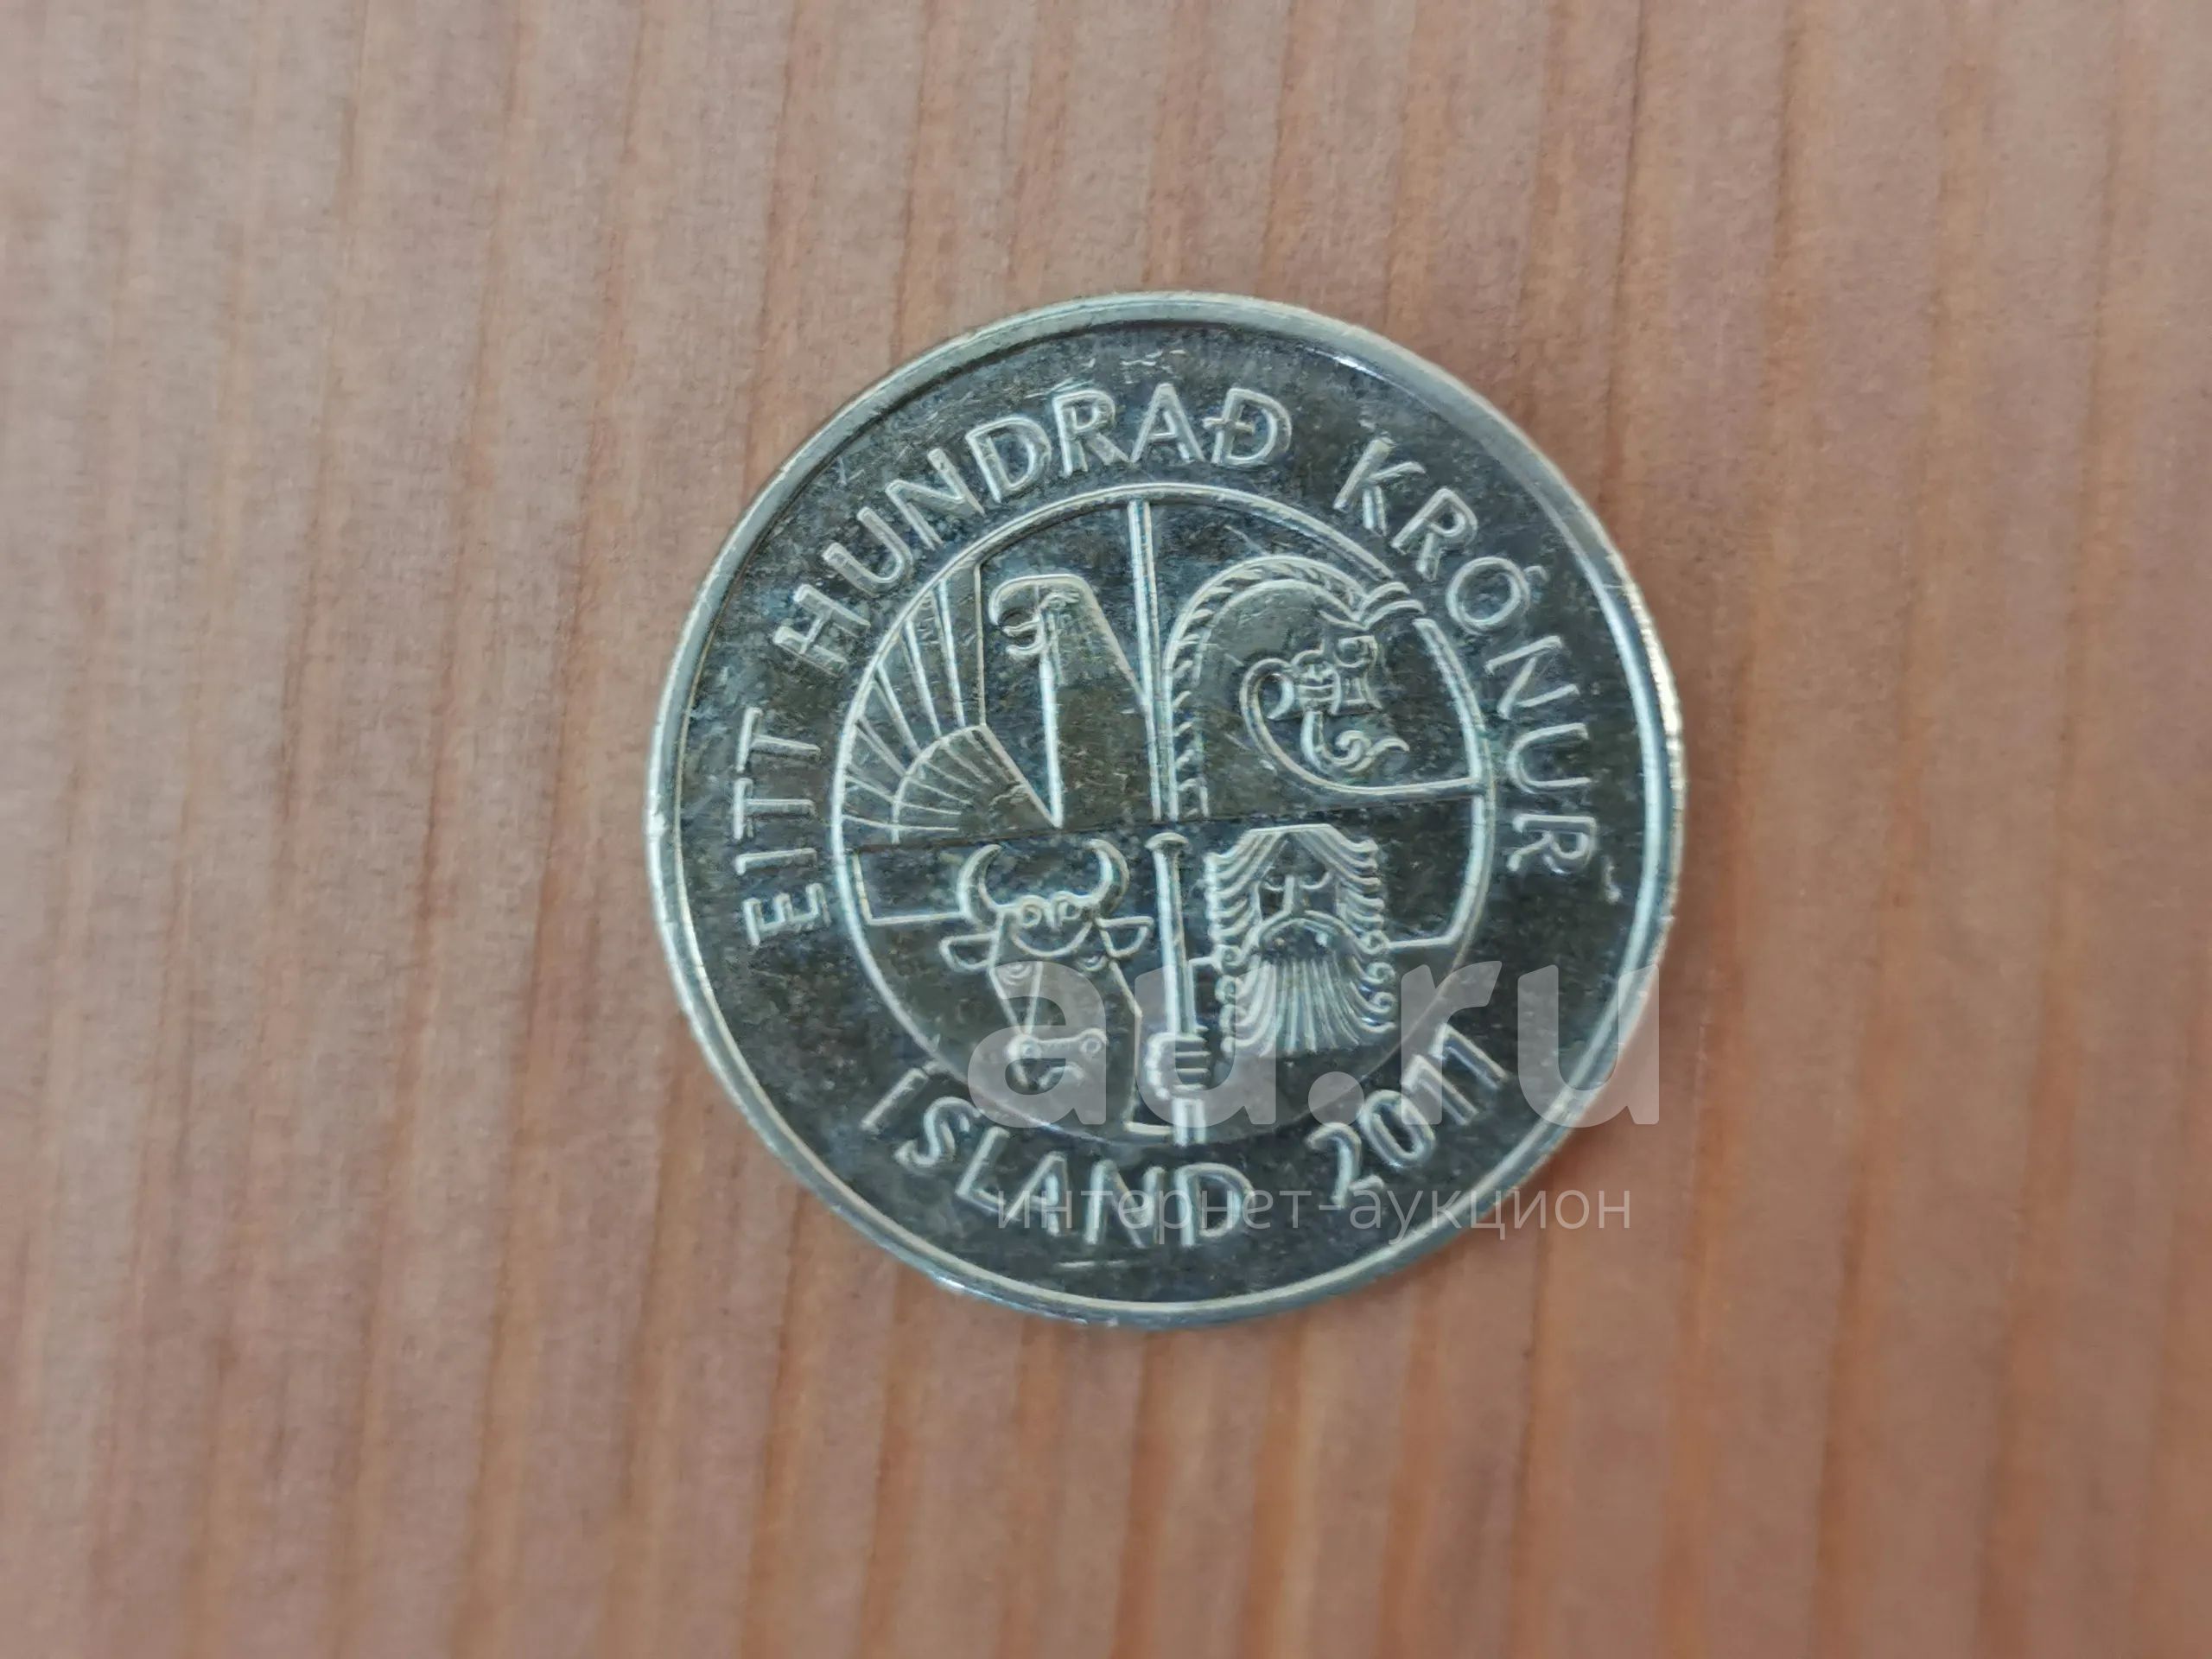 EITT HUNDRAÐ KRÓNUR
ÍSLAND 2011
au.ru
интернет-аукцион